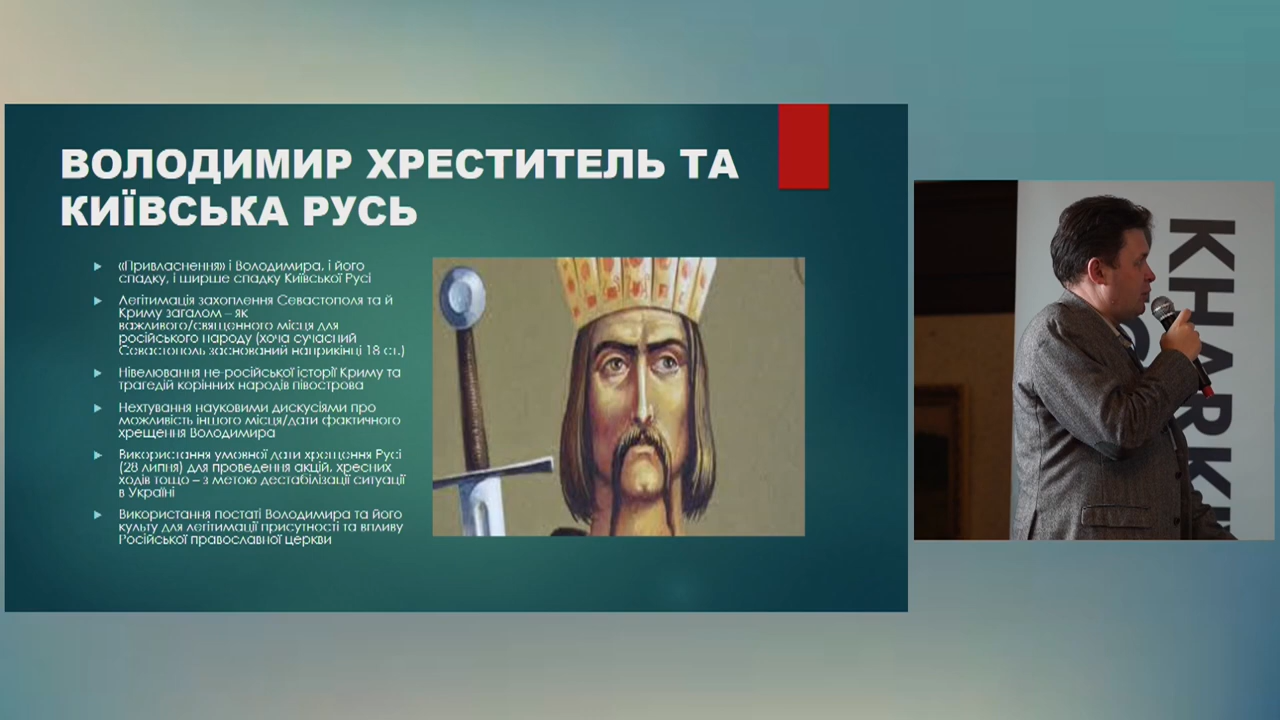 ВОЛОДИМИР ХРЕСТИТЕЛЬ ТА
КИЇВСЬКА РУСЬ
«Привласнення» і Володимира, і його
спадку, і ширше спадку Київської Русі
Легітимація захоплення Севастополя та й
Криму загалом – як
важливого/священного місця для
російського народу (хоча сучасний
Севастополь заснований наприкінці 18 ст.)
Нівелювання не-російської історії Криму та
трагедій корінних народів півострова
Нехтування науковими дискусіями про
можливість іншого місця/дати фактичного
хрещення Володимира
Використання умовної дати хрещення Русі
(28 липня) для проведення акцій, хресних
ходів тощо – з метою дестабілізації ситуації
в Україні
Використання постаті Володимира та його
культу для легітимації присутності та впливу
Російської православної церкви